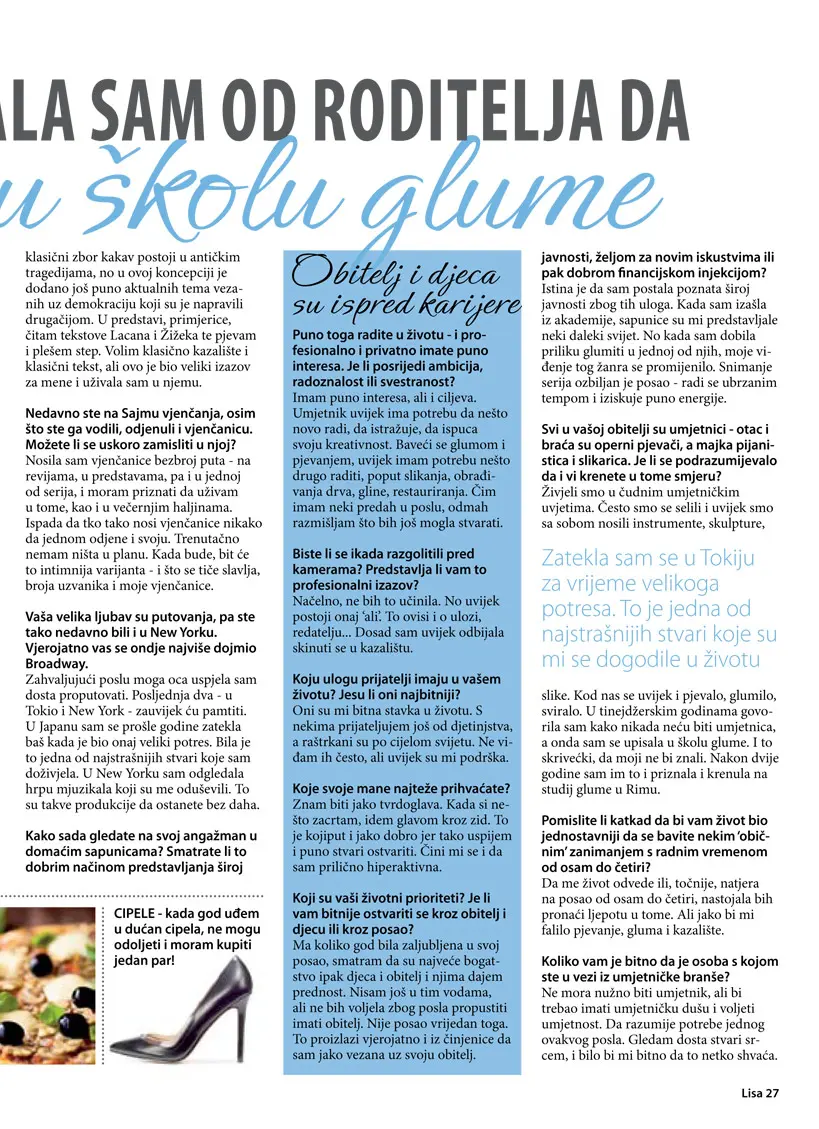 ALA SAM OD RODITELJA DA
u školu glume
klasični zbor kakav postoji u antičkim
tragedijama, no u ovoj koncepciji je
dodano još puno aktualnih tema veza-
nih uz demokraciju koji su je napravili
drugačijom. U predstavi, primjerice,
čitam tekstove Lacana i Žižeka te pjevam
i plešem step. Volim klasično kazalište i
klasični tekst, ali ovo je bio veliki izazov
za mene i uživala sam u njemu.
Nedavno ste na Sajmu vjenčanja, osim
što ste ga vodili, odjenuli i vjenčanicu.
Možete li se uskoro zamisliti u njoj?
Nosila sam vjenčanice bezbroj puta - na
revijama, u predstavama, pa i u jednoj
od serija, i moram priznati da uživam
u tome, kao i u večernjim haljinama.
Ispada da tko tako nosi vjenčanice nikako
da jednom odjene i svoju. Trenutačno
nemam ništa u planu. Kada bude, bit će
to intimnija varijanta - i što se tiče slavlja,
broja uzvanika i moje vjenčanice.
Vaša velika ljubav su putovanja, pa ste
tako nedavno bili i u New Yorku.
Vjerojatno vas se ondje najviše dojmio
Broadway.
Zahvaljujući poslu moga oca uspjela sam
dosta proputovati. Posljednja dva - u
Tokio i New York - zauvijek ću pamtiti.
U Japanu sam se prošle godine zatekla
baš kada je bio onaj veliki potres. Bila je
to jedna od najstrašnijih stvari koje sam
doživjela. U New Yorku sam odgledala
hrpu mjuzikala koji su me oduševili. To
su takve produkcije da ostanete bez daha.
Kako sada gledate na svoj angažman u
domaćim sapunicama? Smatrate li to
dobrim načinom predstavljanja široj
CIPELE - kada god uđem
u dućan cipela, ne mogu
odoljeti i moram kupiti
jedan par!
Obitelj i djeca
su ispred karijere
Puno toga radite u životu - i pro-
fesionalno i privatno imate puno
interesa. Je li posrijedi ambicija,
radoznalost ili svestranost?
Imam puno interesa, ali i ciljeva.
Umjetnik uvijek ima potrebu da nešto
novo radi, da istražuje, da ispuca
svoju kreativnost. Baveći se glumom i
pjevanjem, uvijek imam potrebu nešto
drugo raditi, poput slikanja, obrađi-
vanja drva, gline, restauriranja. Čim
imam neki predah u poslu, odmah
razmišljam što bih još mogla stvarati.
Biste li se ikada razgolitili pred
kamerama? Predstavlja li vam to
profesionalni izazov?
Načelno, ne bih to učinila. No uvijek
postoji onaj 'ali'. To ovisi i o ulozi,
redatelju... Dosad sam uvijek odbijala
skinuti se u kazalištu.
Koju ulogu prijatelji imaju u vašem
životu? Jesu li oni najbitniji?
Oni su mi bitna stavka u životu. S
nekima prijateljujem još od djetinjstva,
a raštrkani su po cijelom svijetu. Ne vi-
đam ih često, ali uvijek su mi podrška.
Koje svoje mane najteže prihvaćate?
Znam biti jako tvrdoglava. Kada si ne-
što zacrtam, idem glavom kroz zid. To
je kojiput i jako dobro jer tako uspijem
i puno stvari ostvariti. Čini mi se i da
sam prilično hiperaktivna.
Koji su vaši životni prioriteti? Je li
vam bitnije ostvariti se kroz obitelj i
djecu ili kroz posao?
Ma koliko god bila zaljubljena u svoj
posao, smatram da su najveće bogat-
stvo ipak djeca i obitelj i njima dajem
prednost. Nisam još u tim vodama,
ali ne bih voljela zbog posla propustiti
imati obitelj. Nije posao vrijedan toga.
To proizlazi vjerojatno i iz činjenice da
sam jako vezana uz svoju obitelj.
javnosti, željom za novim iskustvima ili
pak dobrom financijskom injekcijom?
Istina je da sam postala poznata široj
javnosti zbog tih uloga. Kada sam izašla
iz akademije, sapunice su mi predstavljale
neki daleki svijet. No kada sam dobila
priliku glumiti u jednoj od njih, moje vi-
đenje tog žanra se promijenilo. Snimanje
serija ozbiljan je posao - radi se ubrzanim
tempom i iziskuje puno energije.
Svi u vašoj obitelji su umjetnici - otac i
braća su operni pjevači, a majka pijani-
stica i slikarica. Je li se podrazumijevalo
da i vi krenete u tome smjeru?
Živjeli smo u čudnim umjetničkim
uvjetima. Često smo se selili i uvijek smo
sa sobom nosili instrumente, skulpture,
Zatekla sam se u Tokiju
za vrijeme velikoga
potresa. To je jedna od
najstrašnijih stvari koje su
mi se dogodile u životu
slike. Kod nas se uvijek i pjevalo, glumilo,
sviralo. U tinejdžerskim godinama govo-
rila sam kako nikada neću biti umjetnica,
a onda sam se upisala u školu glume. I to
skrivećki, da moji ne bi znali. Nakon dvije
godine sam im to i priznala i krenula na
studij glume u Rimu.
Pomislite li katkad da bi vam život bio
jednostavniji da se bavite nekim 'obič-
nim' zanimanjem s radnim vremenom
od osam do četiri?
Da me život odvede ili, točnije, natjera
na posao od osam do četiri, nastojala bih
pronaći ljepotu u tome. Ali jako bi mi
falilo pjevanje, gluma i kazalište.
Koliko vam je bitno da je osoba s kojom
ste u vezi iz umjetničke branše?
Ne mora nužno biti umjetnik, ali bi
trebao imati umjetničku dušu i voljeti
umjetnost. Da razumije potrebe jednog
ovakvog posla. Gledam dosta stvari sr-
cem, i bilo bi mi bitno da to netko shvaća.
Lisa 27